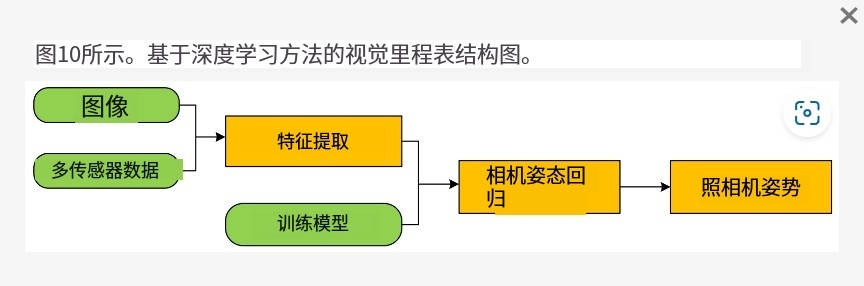 图10所示。基于深度学习方法的视觉里程表结构图。
图像
多传感器数据
特征提取
训练模型
相机姿态回
归
照相机姿势